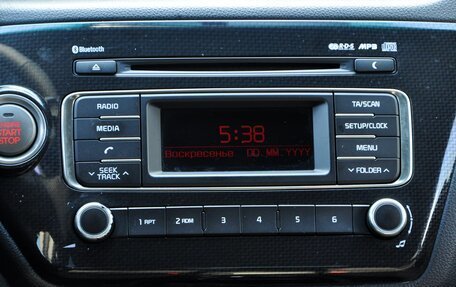 Bluetooth
R·D·S MP3
RADIO
MEDIA
SEEK
TRACK
5:38
Воскресенье DD.MM.YYYY
TA/SCAN
SETUP/CLOCK
MENU
FOLDER
ENGINE
START
STOP
1 RPT 2 RDM 3 4 5 6